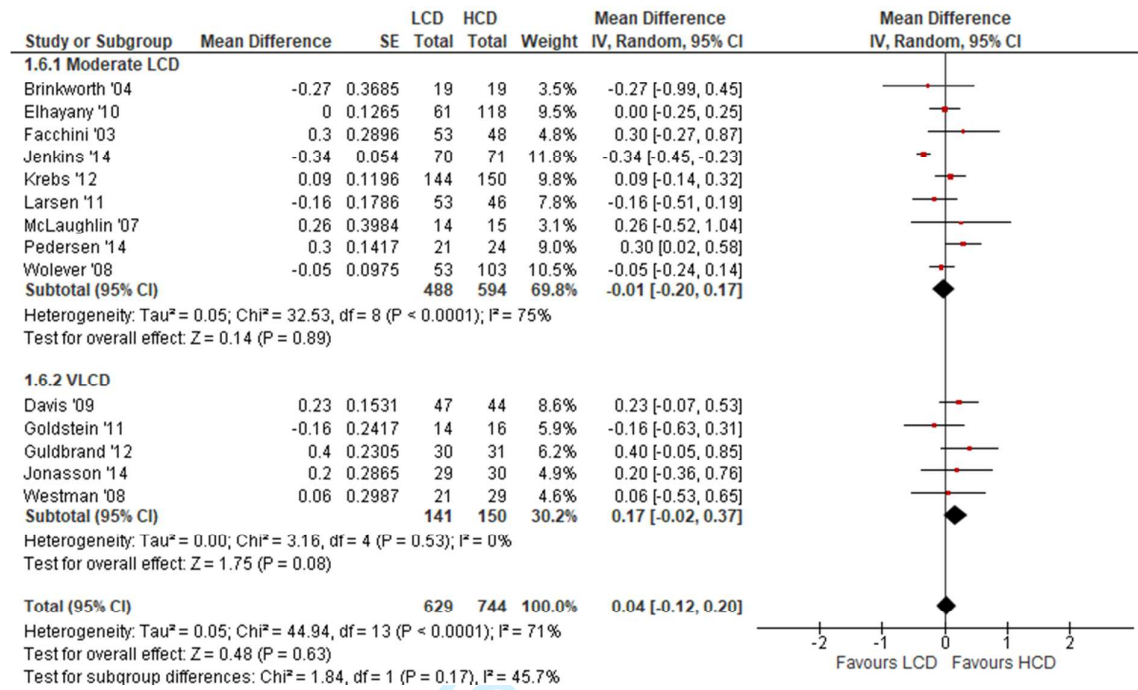 LCD HCD Mean Difference Mean Difference
Study or Subgroup Mean Difference SE Total Total Weight IV, Random, 95% CI IV, Random, 95% CI
1.6.1 Moderate LCD
Brinkworth '04 -0.27 0.3685 19 19 3.5% -0.27 [-0.99, 0.45]
Elhayany '10 0 0.1265 61 118 9.5% 0.00 [-0.25, 0.25]
Facchini '03 0.3 0.2896 53 48 4.8% 0.30 [-0.27, 0.87]
Jenkins '14 -0.34 0.054 70 71 11.8% -0.34 [-0.45, -0.23]
Krebs '12 0.09 0.1196 144 150 9.8% 0.09 [-0.14, 0.32]
Larsen '11 -0.16 0.1786 53 46 7.8% -0.16 [-0.51, 0.19]
McLaughlin '07 0.26 0.3984 14 15 3.1% 0.26 [-0.52, 1.04]
Pedersen '14 0.3 0.1417 21 24 9.0% 0.30 [0.02, 0.58]
Wolever '08 -0.05 0.0975 53 103 10.5% -0.05 [-0.24, 0.14]
Subtotal (95% CI) 488 594 69.8% -0.01 [-0.20, 0.17]
Heterogeneity: Tau² = 0.05; Chi² = 32.53, df = 8 (P < 0.0001); I² = 75%
Test for overall effect: Z = 0.14 (P = 0.89)
1.6.2 VLCD
Davis '09 0.23 0.1531 47 44 8.6% 0.23 [-0.07, 0.53]
Goldstein '11 -0.16 0.2417 14 16 5.9% -0.16 [-0.63, 0.31]
Guldbrand '12 0.4 0.2305 30 31 6.2% 0.40 [-0.05, 0.85]
Jonasson '14 0.2 0.2865 29 30 4.9% 0.20 [-0.36, 0.76]
Westman '08 0.06 0.2987 21 29 4.6% 0.06 [-0.53, 0.65]
Subtotal (95% CI) 141 150 30.2% 0.17 [-0.02, 0.37]
Heterogeneity: Tau² = 0.00; Chi² = 3.16, df = 4 (P = 0.53); I² = 0%
Test for overall effect: Z = 1.75 (P = 0.08)
Total (95% CI) 629 744 100.0% 0.04 [-0.12, 0.20]
Heterogeneity: Tau² = 0.05; Chi² = 44.94, df = 13 (P < 0.0001); I² = 71%
Test for overall effect: Z = 0.48 (P = 0.63)
Test for subgroup differences: Chi² = 1.84, df = 1 (P = 0.17), I² = 45.7%
-2 -1 0 1 2
Favours LCD Favours HCD